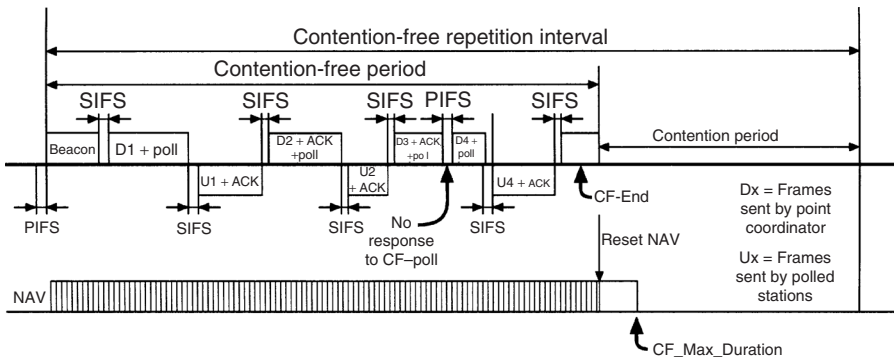 Contention-free repetition interval
Contention-free period
SIFS
SIFS
SIFS
PIFS
SIFS
Contention period
Beacon
D1 + poll
D2 + ACK
+poll
D3 + ACK
+po l
D4 +
poll
U1 + ACK
U2
+ ACK
U4 + ACK
CF-End
PIFS
SIFS
SIFS
No
response
to CF–poll
SIFS
Reset NAV
Dx = Frames
sent by point
coordinator
Ux = Frames
sent by polled
stations
NAV
CF_Max_Duration